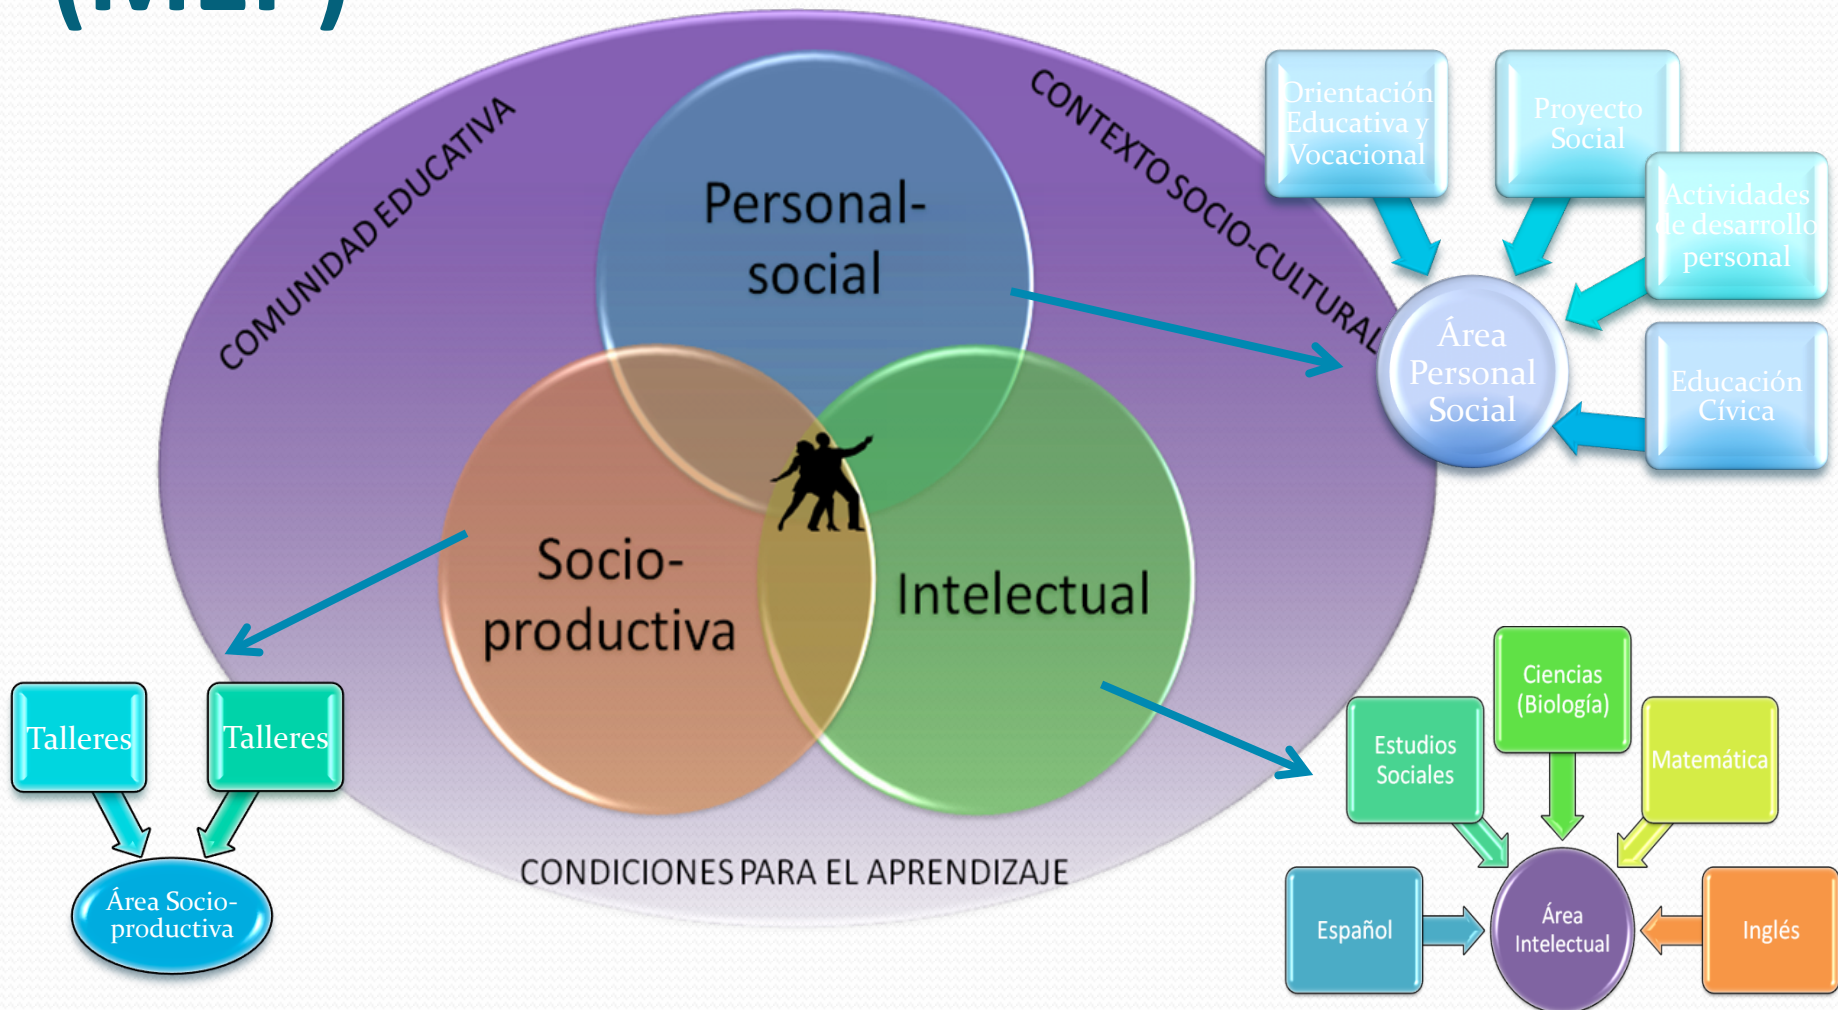 COMUNIDAD EDUCATIVA
CONTEXTO SOCIO-CULTURAL
Personal-
social
Socio-
productiva
Intelectual
CONDICIONES PARA EL APRENDIZAJE
Orientación
Educativa y
Vocacional
Proyecto
Social
Actividades
de desarrollo
personal
Educación
Cívica
Área
Personal
Social
Talleres
Talleres
Área Socio-
productiva
Ciencias
(Biología)
Estudios
Sociales
Matemática
Español
Inglés
Área
Intelectual